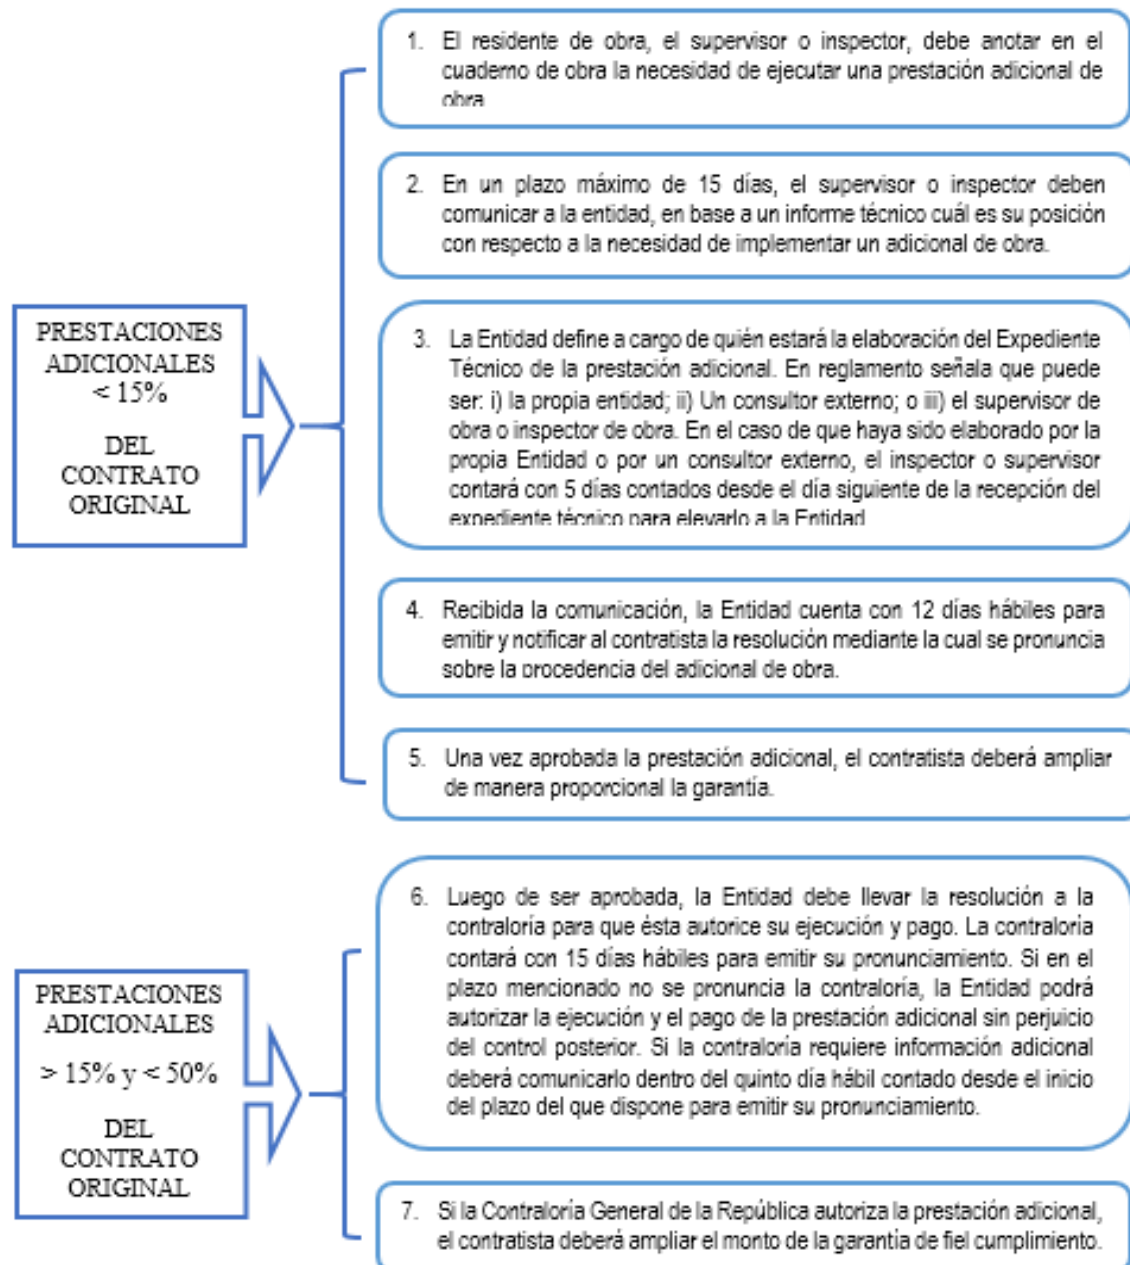 1. El residente de obra, el supervisor o inspector, debe anotar en el
cuaderno de obra la necesidad de ejecutar una prestación adicional de
obra
2. En un plazo máximo de 15 días, el supervisor o inspector deben
comunicar a la entidad, en base a un informe técnico cuál es su posición
con respecto a la necesidad de implementar un adicional de obra.
PRESTACIONES
ADICIONALES
< 15%
DEL
CONTRATO
ORIGINAL
3. La Entidad define a cargo de quién estará la elaboración del Expediente
Técnico de la prestación adicional. En reglamento señala que puede
ser: i) la propia entidad; ii) Un consultor externo; o iii) el supervisor de
obra o inspector de obra. En el caso de que haya sido elaborado por la
propia Entidad o por un consultor externo, el inspector o supervisor
contará con 5 días contados desde el día siguiente de la recepción del
expediente técnico para elevarlo a la Entidad
4. Recibida la comunicación, la Entidad cuenta con 12 días hábiles para
emitir y notificar al contratista la resolución mediante la cual se pronuncia
sobre la procedencia del adicional de obra.
5. Una vez aprobada la prestación adicional, el contratista deberá ampliar
de manera proporcional la garantía.
6. Luego de ser aprobada, la Entidad debe llevar la resolución a la
contraloría para que ésta autorice su ejecución y pago. La contraloría
contará con 15 días hábiles para emitir su pronunciamiento. Si en el
plazo mencionado no se pronuncia la contraloría, la Entidad podrá
autorizar la ejecución y el pago de la prestación adicional sin perjuicio
del control posterior. Si la contraloría requiere información adicional
deberá comunicarlo dentro del quinto día hábil contado desde el inicio
del plazo del que dispone para emitir su pronunciamiento.
PRESTACIONES
ADICIONALES
> 15% y < 50%
DEL
CONTRATO
ORIGINAL
7. Si la Contraloría General de la República autoriza la prestación adicional,
el contratista deberá ampliar el monto de la garantía de fiel cumplimiento.